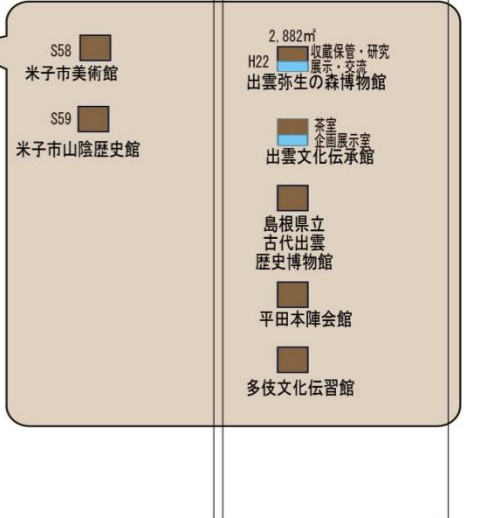 S58
米子市美術館
S59
米子市山陰歴史館
2,882㎡
H22
収蔵保管・研究
展示・交流
出雲弥生の森博物館
茶室
企画展示室
出雲文化伝承館
島根県立
古代出雲
歴史博物館
平田本陣会館
多伎文化伝習館